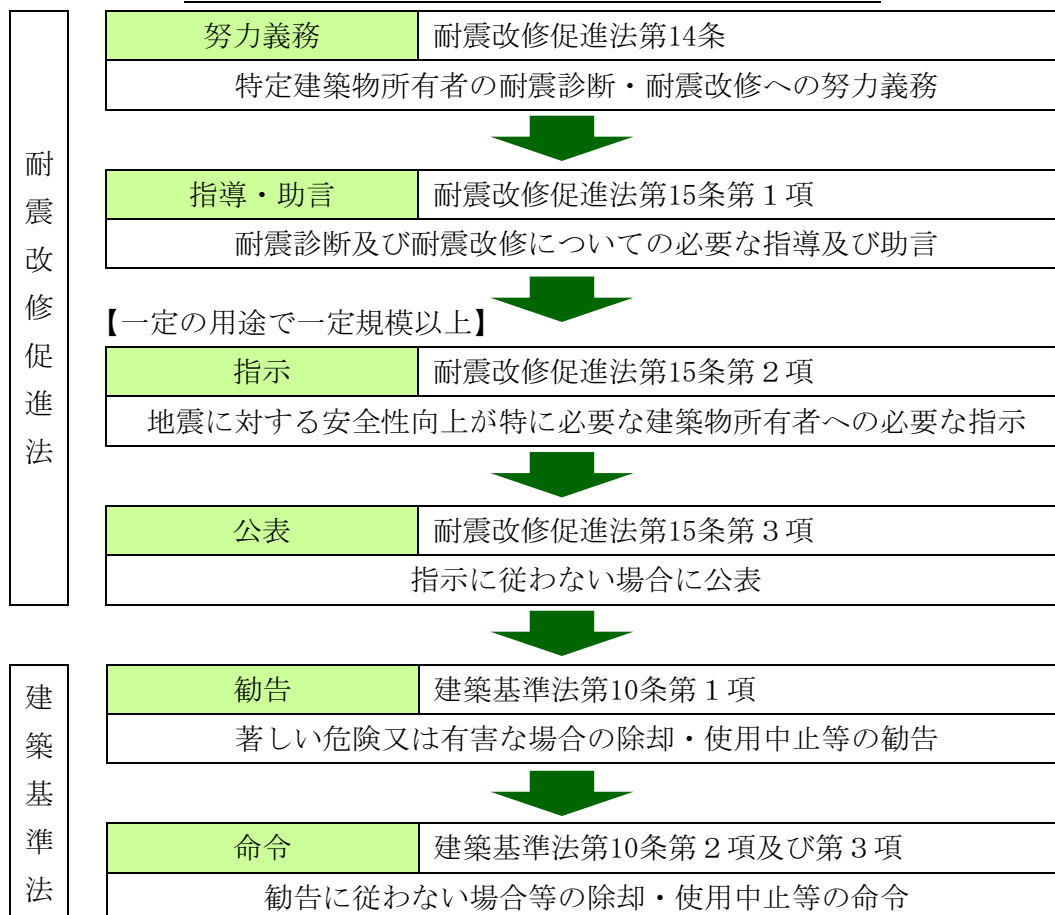 耐震改修促進法
努力義務 耐震改修促進法第14条
特定建築物所有者の耐震診断・耐震改修への努力義務
指導・助言 耐震改修促進法第15条第１項
耐震診断及び耐震改修についての必要な指導及び助言
【一定の用途で一定規模以上】
指示 耐震改修促進法第15条第２項
地震に対する安全性向上が特に必要な建築物所有者への必要な指示
公表 耐震改修促進法第15条第３項
指示に従わない場合に公表
建築基準法
勧告 建築基準法第10条第１項
著しい危険又は有害な場合の除却・使用中止等の勧告
命令 建築基準法第10条第２項及び第３項
勧告に従わない場合等の除却・使用中止等の命令